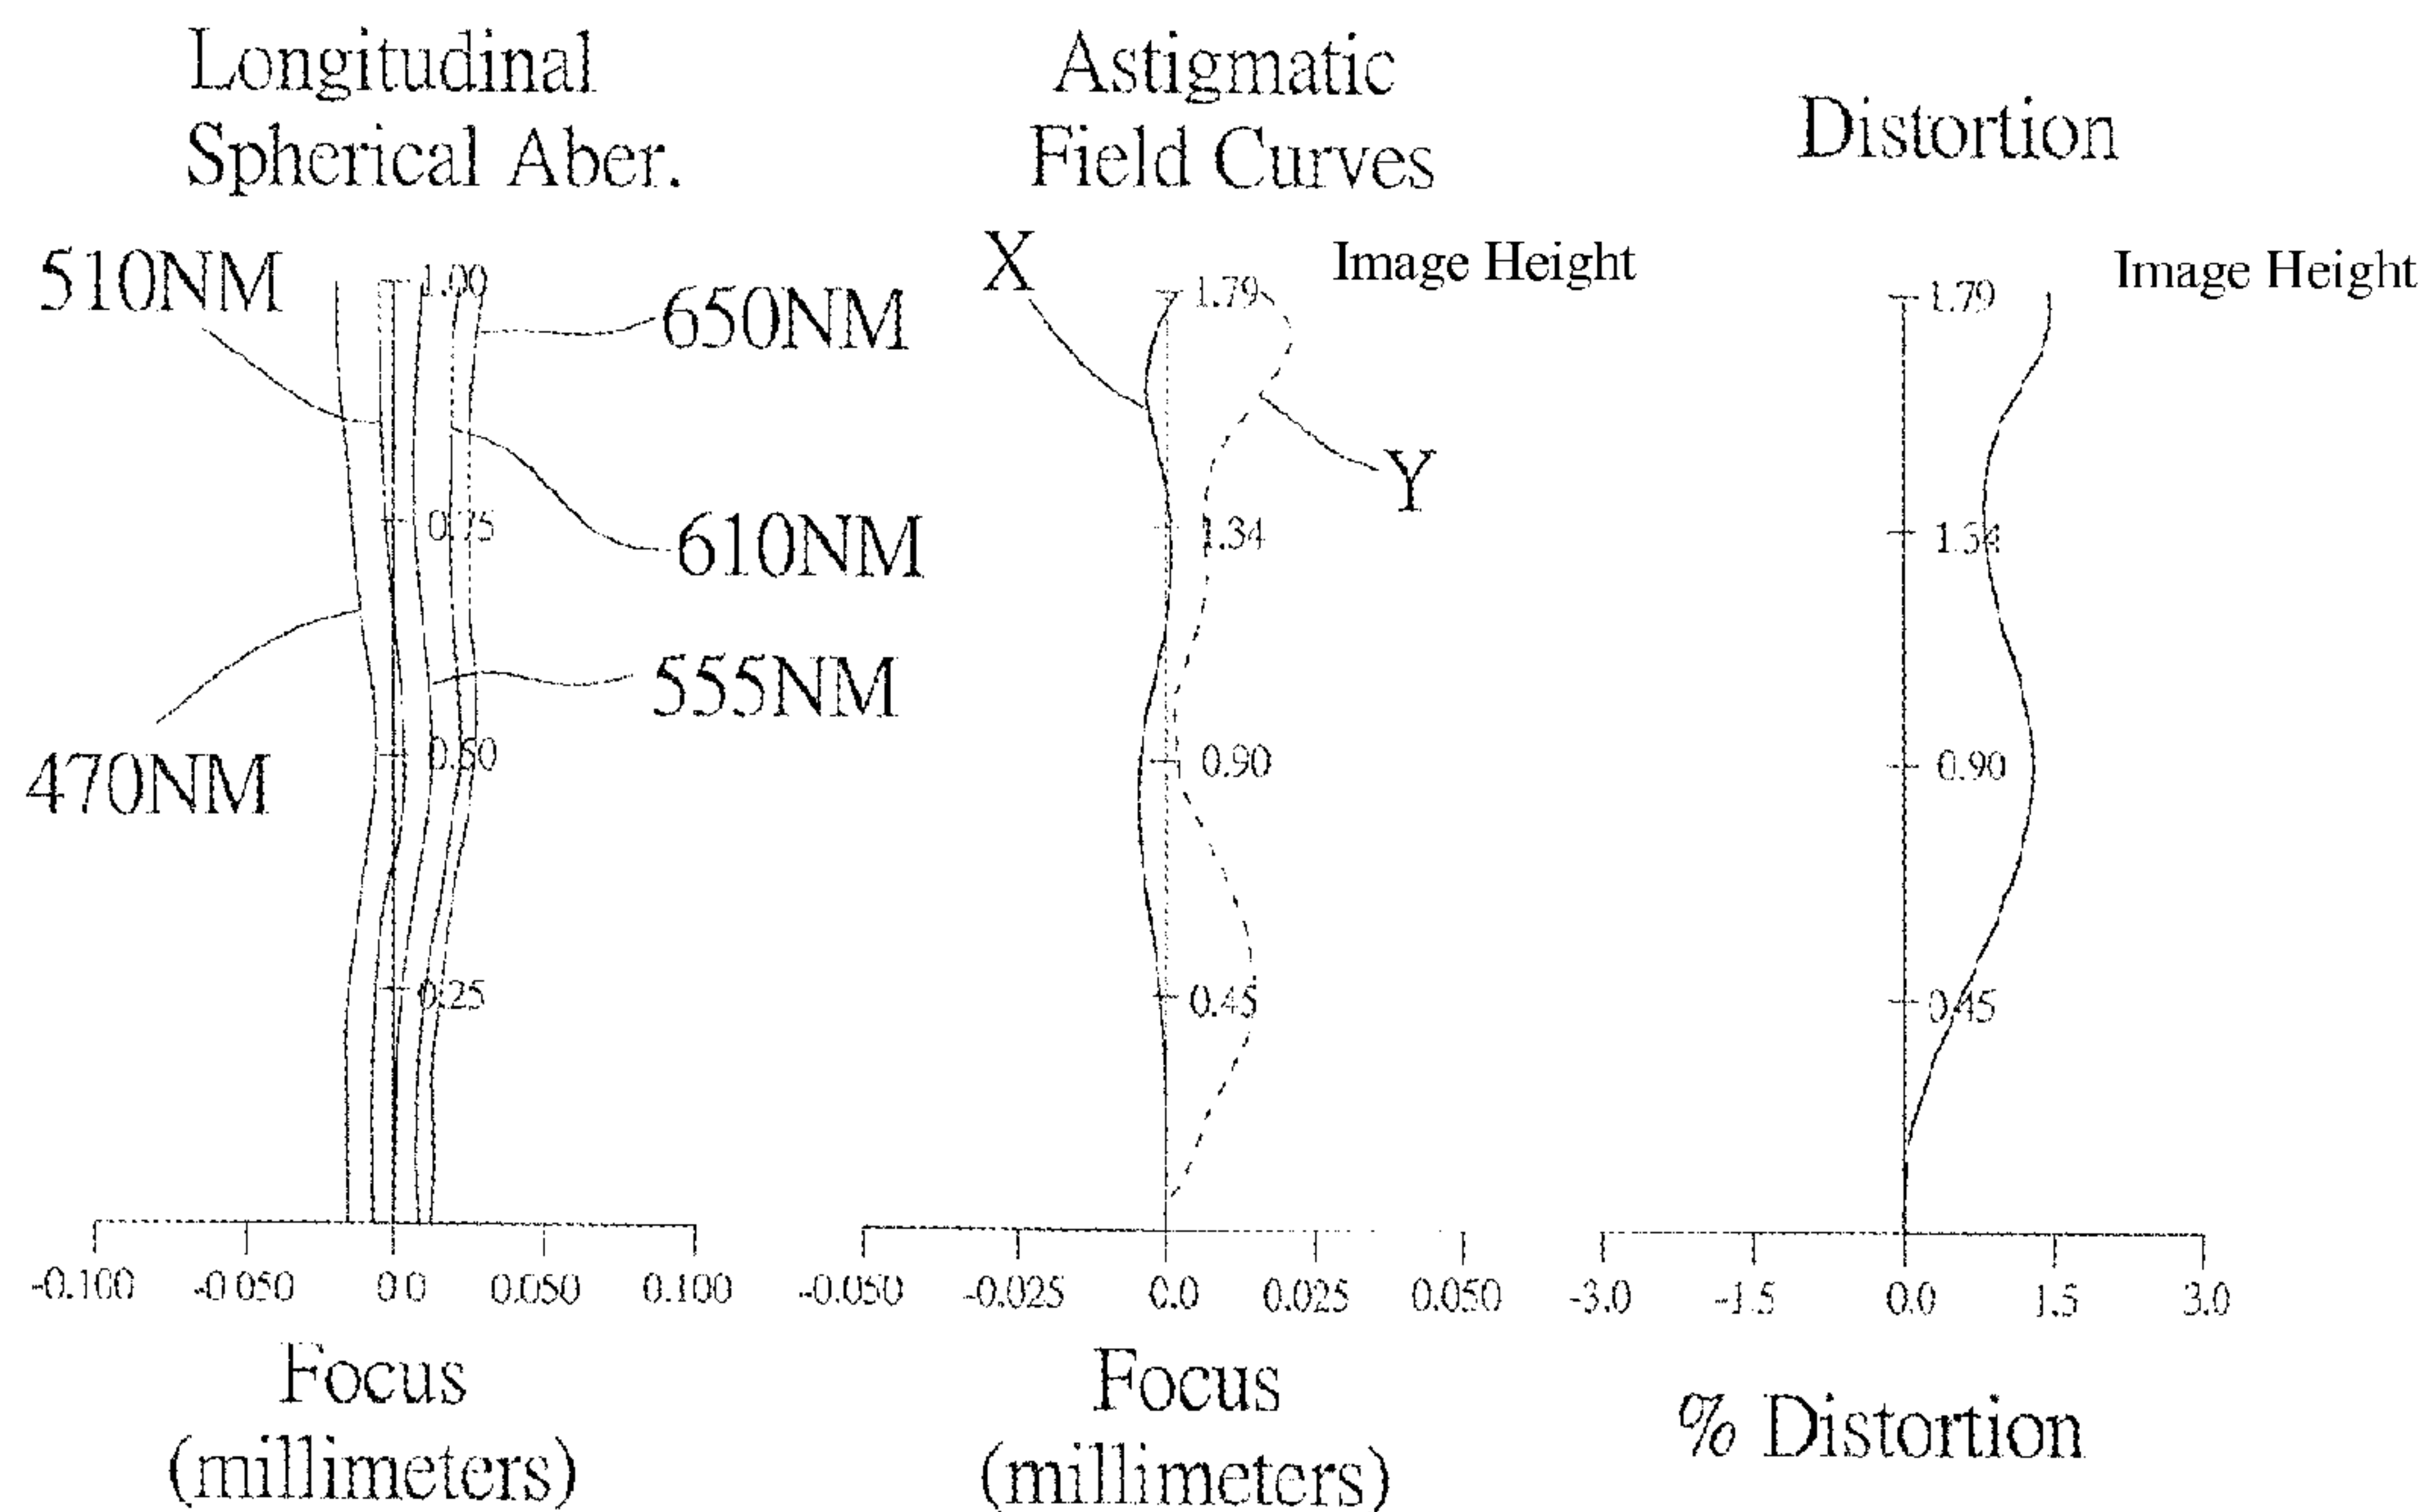 Longitudinal
Spherical Aber.
510NM
1.00
650NM
0.75
610NM
555NM
0.50
470NM
0.25
-0.100
-0.050
0.0
0.050
0.100
Focus
(millimeters)
Astigmatic
Field Curves
X
Image Height
1.79
Y
1.34
0.90
0.45
-0.050
-0.025
0.0
0.025
0.050
Focus
(millimeters)
Distortion
Image Height
1.79
1.34
0.90
0.45
-3.0
-1.5
0.0
1.5
3.0
% Distortion